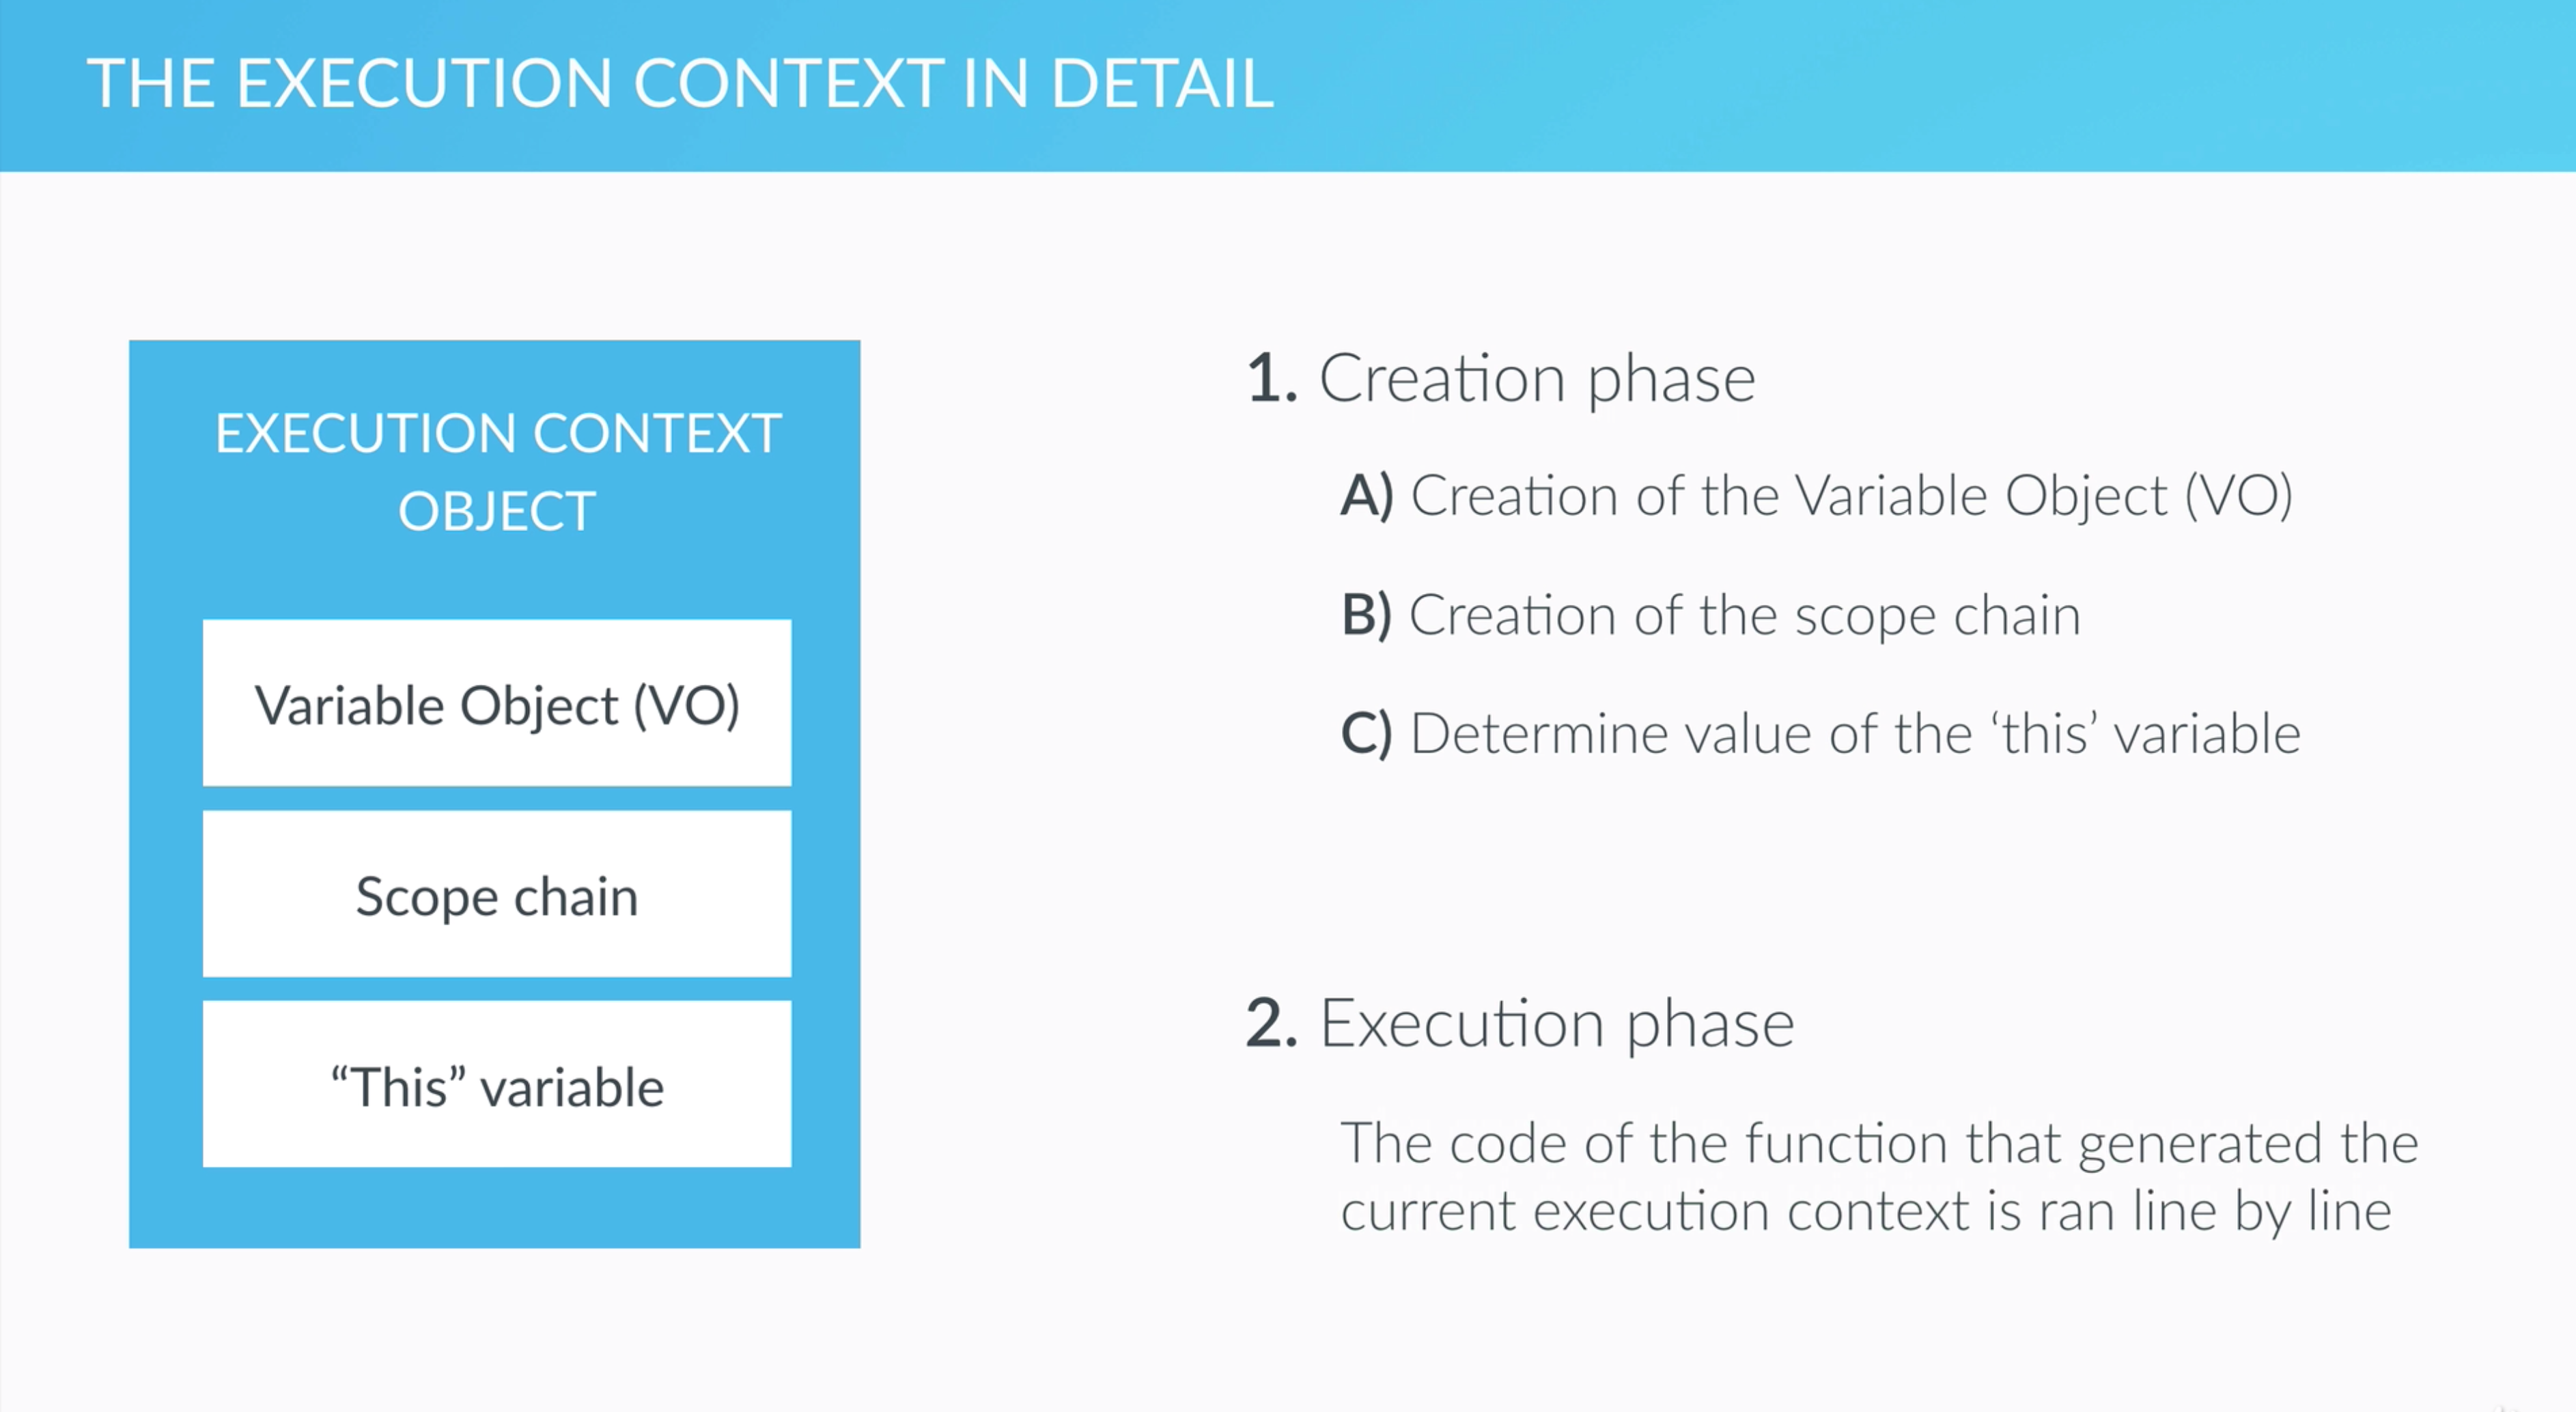 THE EXECUTION CONTEXT IN DETAIL
EXECUTION CONTEXT
OBJECT
Variable Object (VO)
Scope chain
“This” variable
1. Creation phase
A) Creation of the Variable Object (VO)
B) Creation of the scope chain
C) Determine value of the ‘this’ variable
2. Execution phase
The code of the function that generated the
current execution context is ran line by line